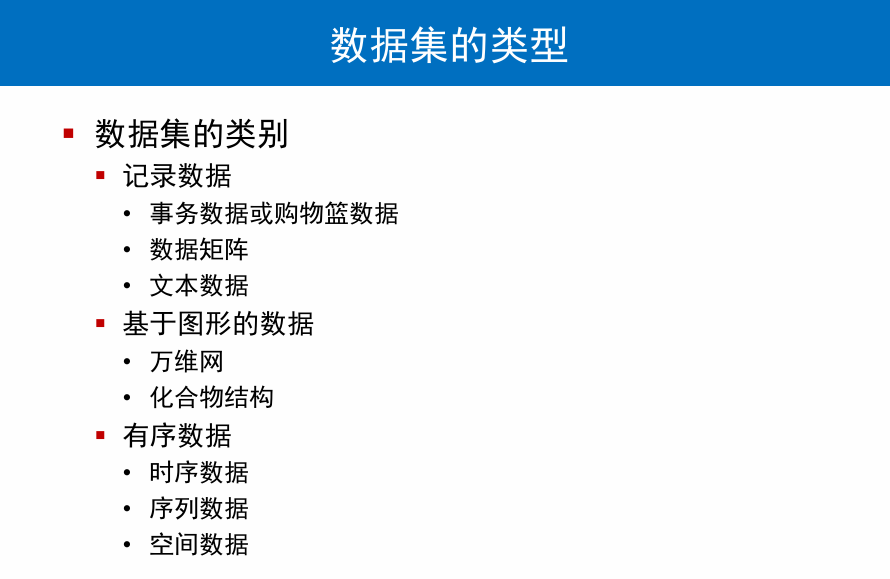 数据集的类型
▪ 数据集的类别
▪ 记录数据
• 事务数据或购物篮数据
• 数据矩阵
• 文本数据
▪ 基于图形的数据
• 万维网
• 化合物结构
▪ 有序数据
• 时序数据
• 序列数据
• 空间数据